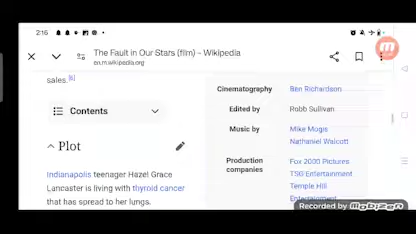 2:15
The Fault in Our Stars (film) - Wikipedia
en.m.wikipedia.org
sales.[6]
Contents
Plot
Indianapolis teenager Hazel Grace
Lancaster is living with thyroid cancer
that has spread to her lungs.
Cinematography Ben Richardson
Edited by Robb Sullivan
Music by Mike Mogis
Nathaniel Walcott
Production companies Fox 2000 Pictures
TSG Entertainment
Temple Hill
Entertainment
Recorded by Mobizen